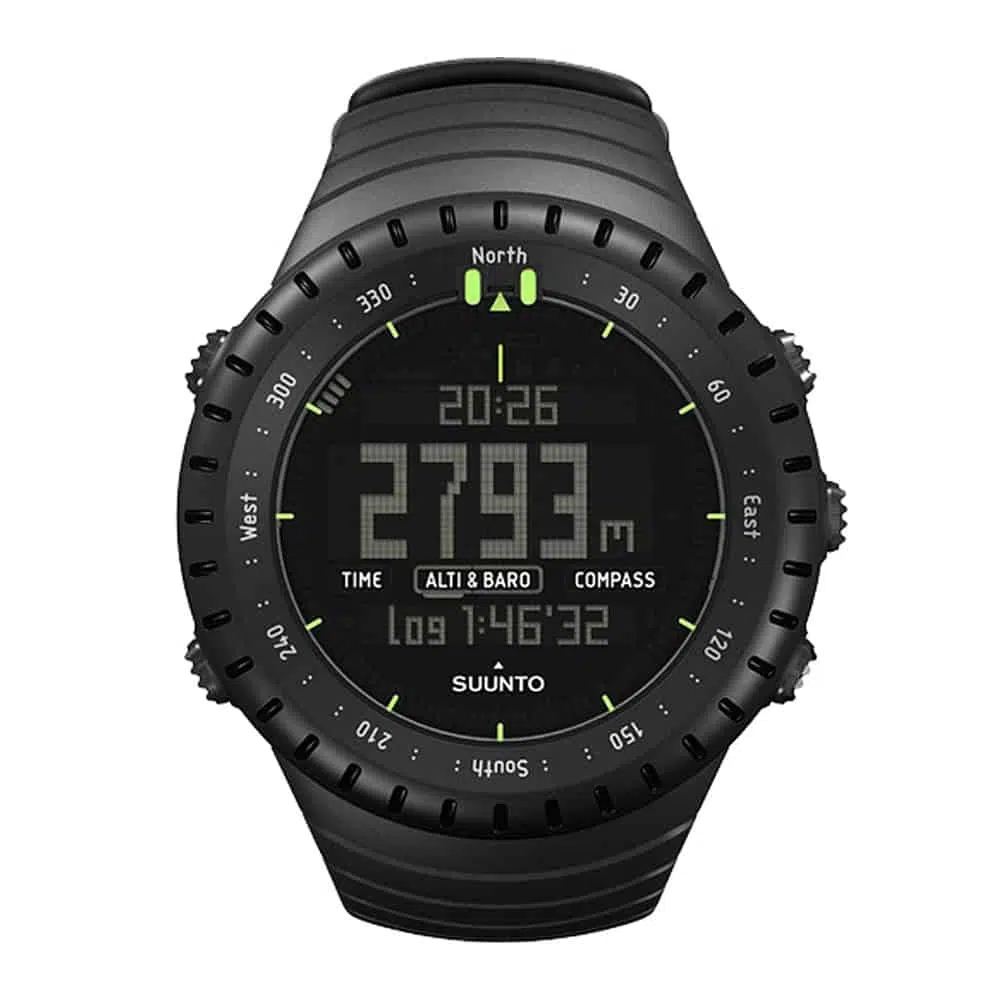 North
330
30
300
60
20:26
2793 m
West
East
TIME
ALTI & BARO
COMPASS
log 1:46'32
240
120
SUUNTO
210
150
South